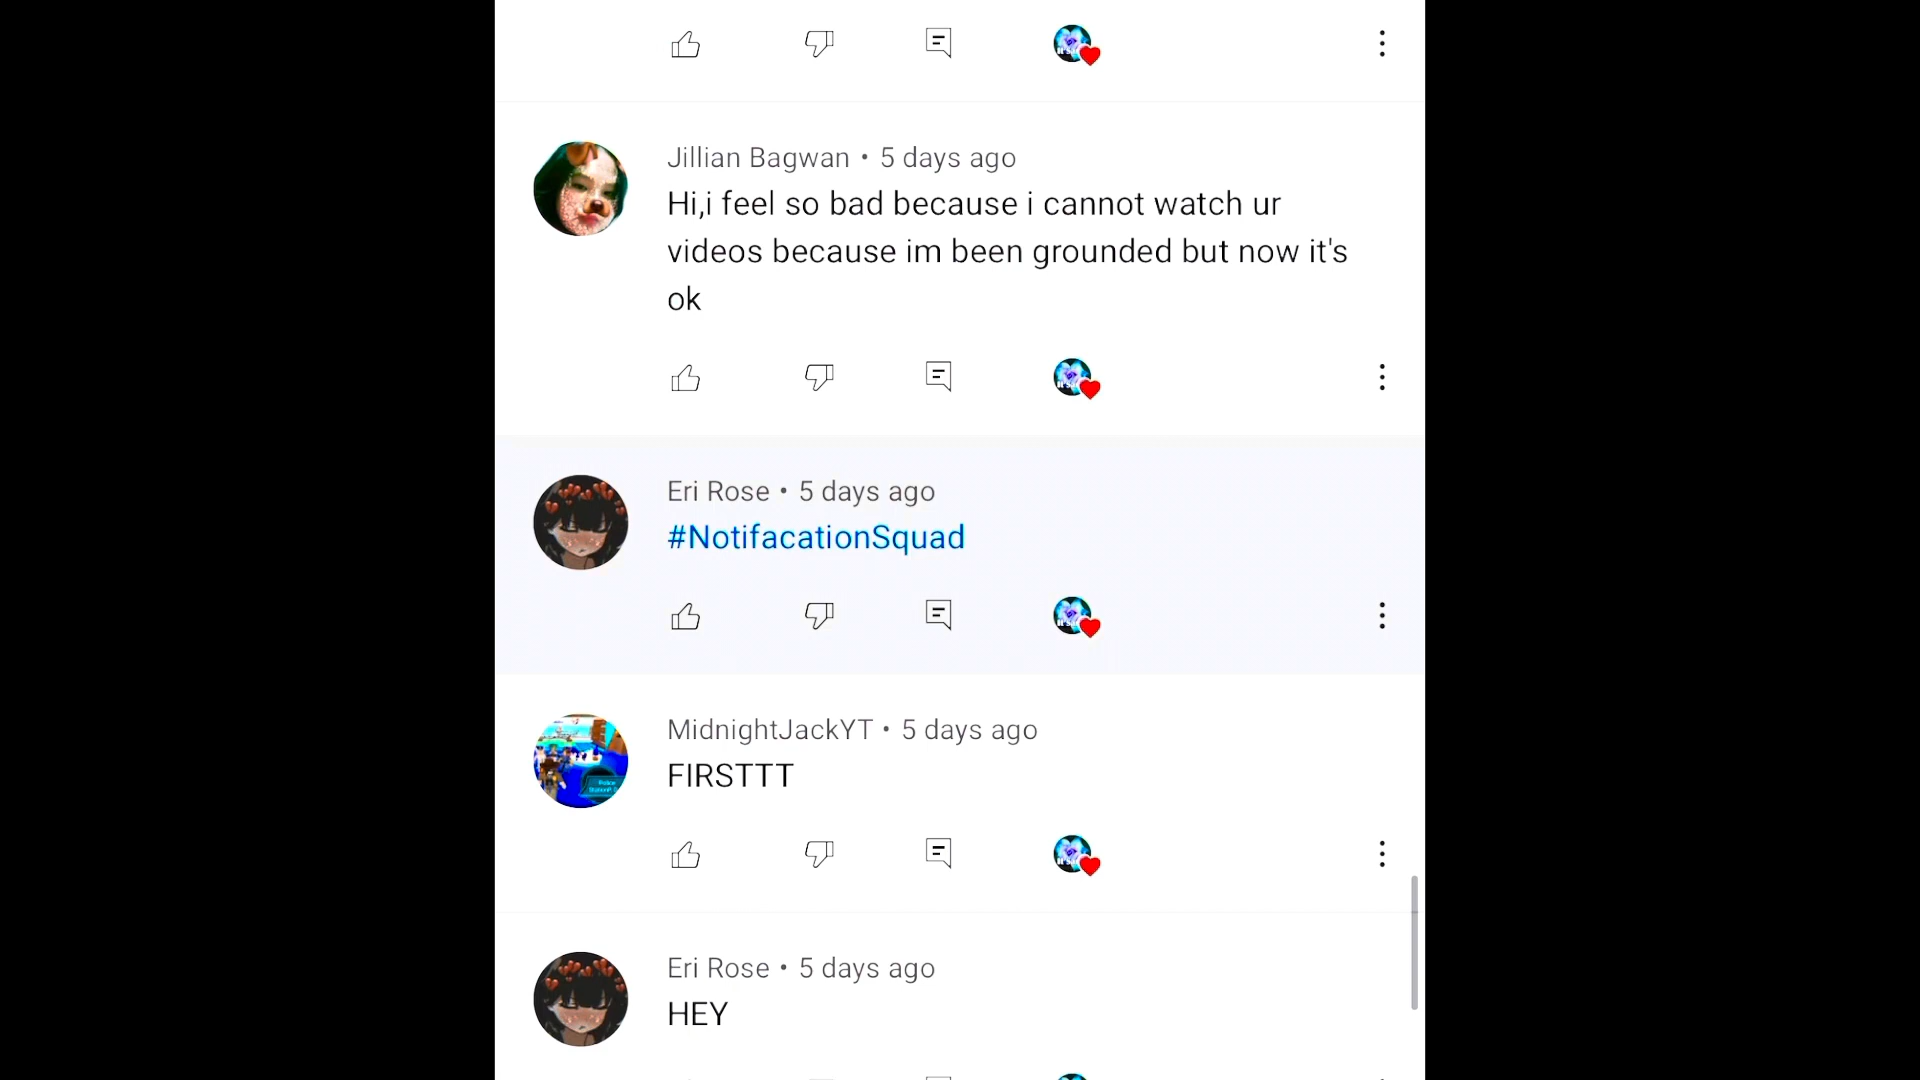 Jillian Bagwan • 5 days ago
Hi,i feel so bad because i cannot watch ur
videos because im been grounded but now it's
ok
Eri Rose • 5 days ago
#NotifacationSquad
MidnightJackYT • 5 days ago
FIRSTTT
Eri Rose • 5 days ago
HEY